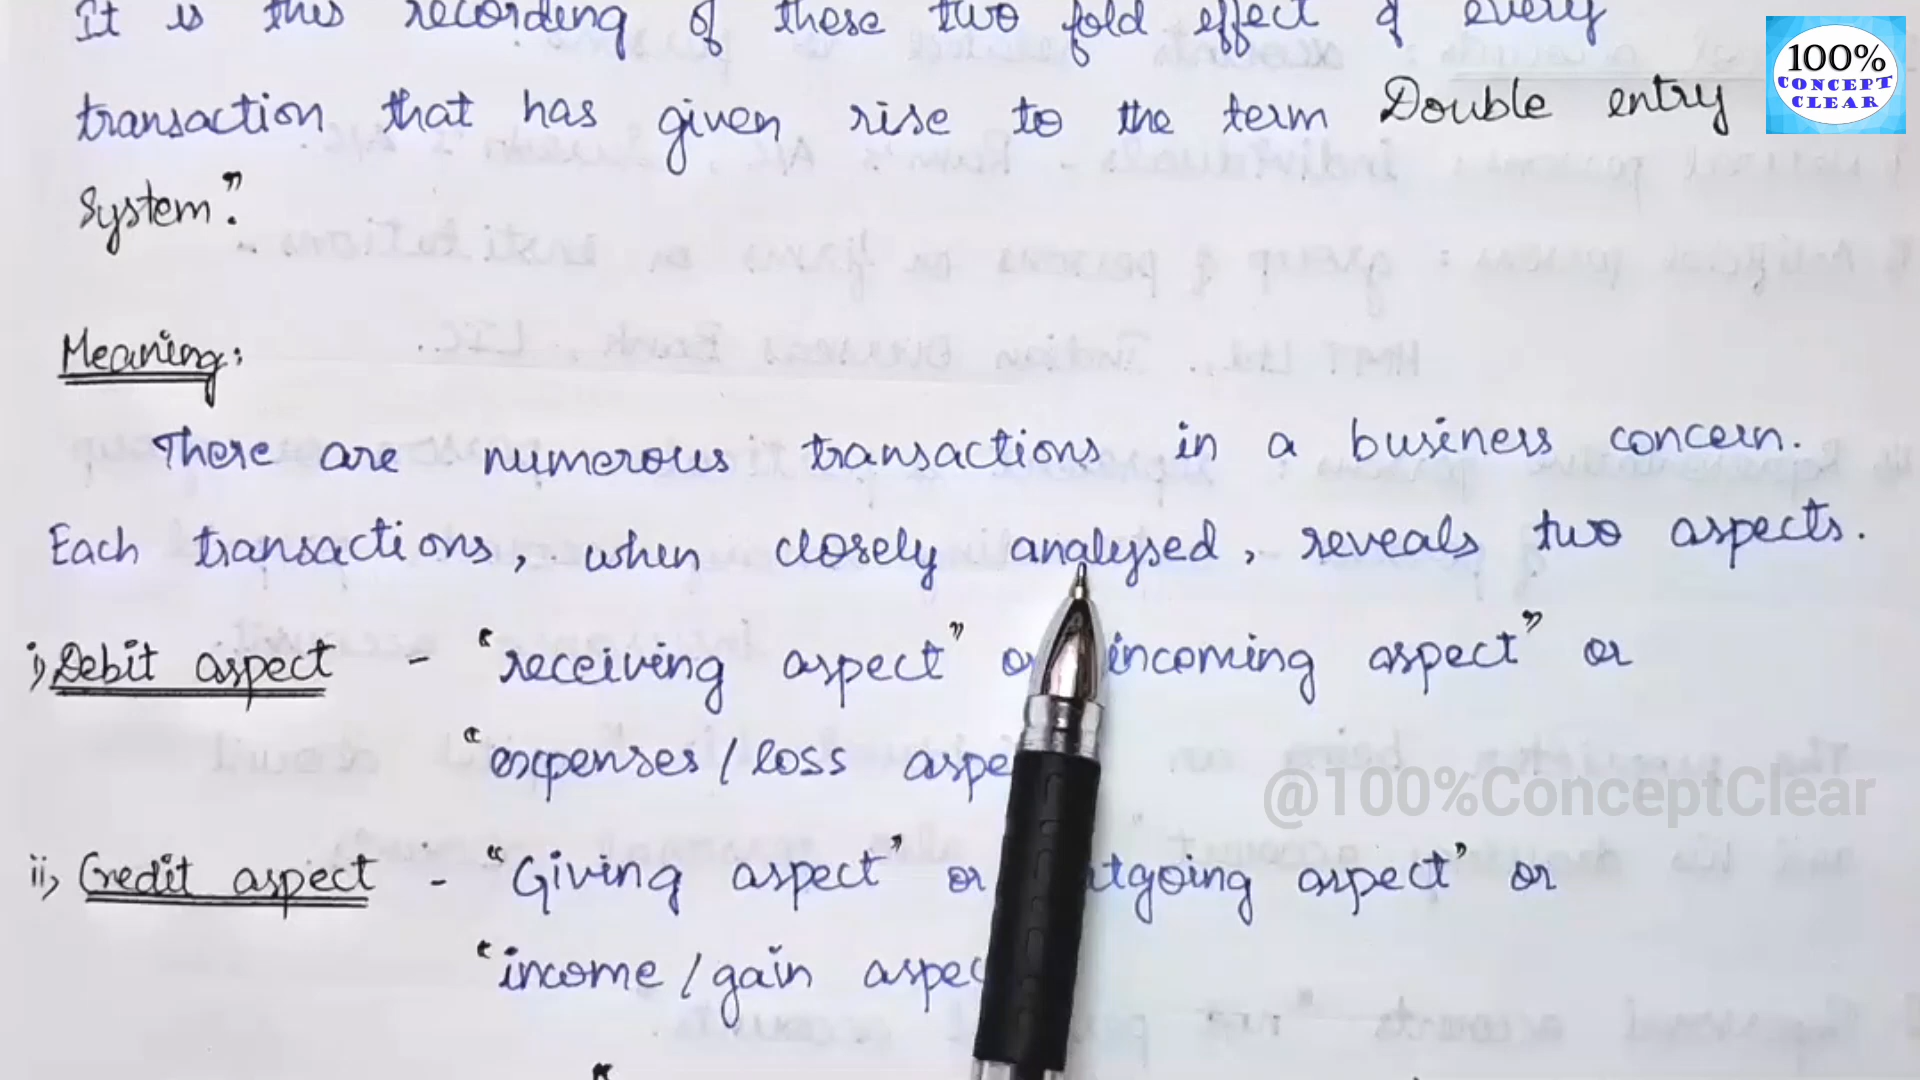 It is this recording of these two fold effect of every
transaction that has given rise to the term Double entry
system."
Meaning:
There are numerous transactions in a business concern.
Each transactions, when closely analysed, reveals two aspects.
i, Debit aspect - "receiving aspect" or incoming aspect" or
"expenses/loss
ii, Credit aspect - "Giving aspect" or aspect" or
"income/gain
100%
CONCEPT
CLEAR
@100%ConceptClear